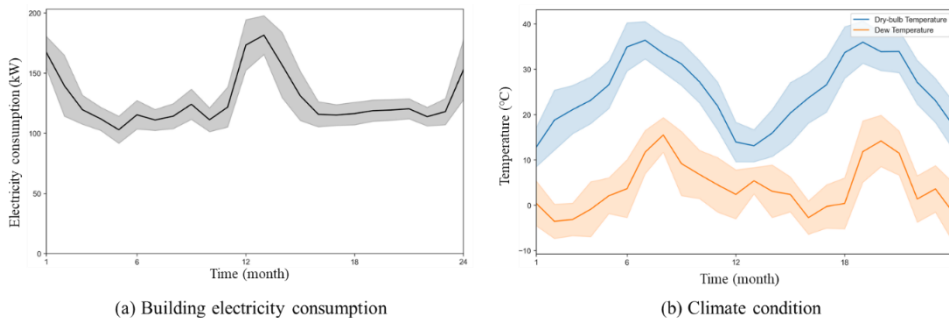 200
150
100
50
0
Electricity consumption (kW)
1
6
12
18
24
Time (month)
(a) Building electricity consumption
40
30
20
10
0
−10
Temperature (°C)
Dry-bulb Temperature
Dew Temperature
1
6
12
18
Time (month)
(b) Climate condition